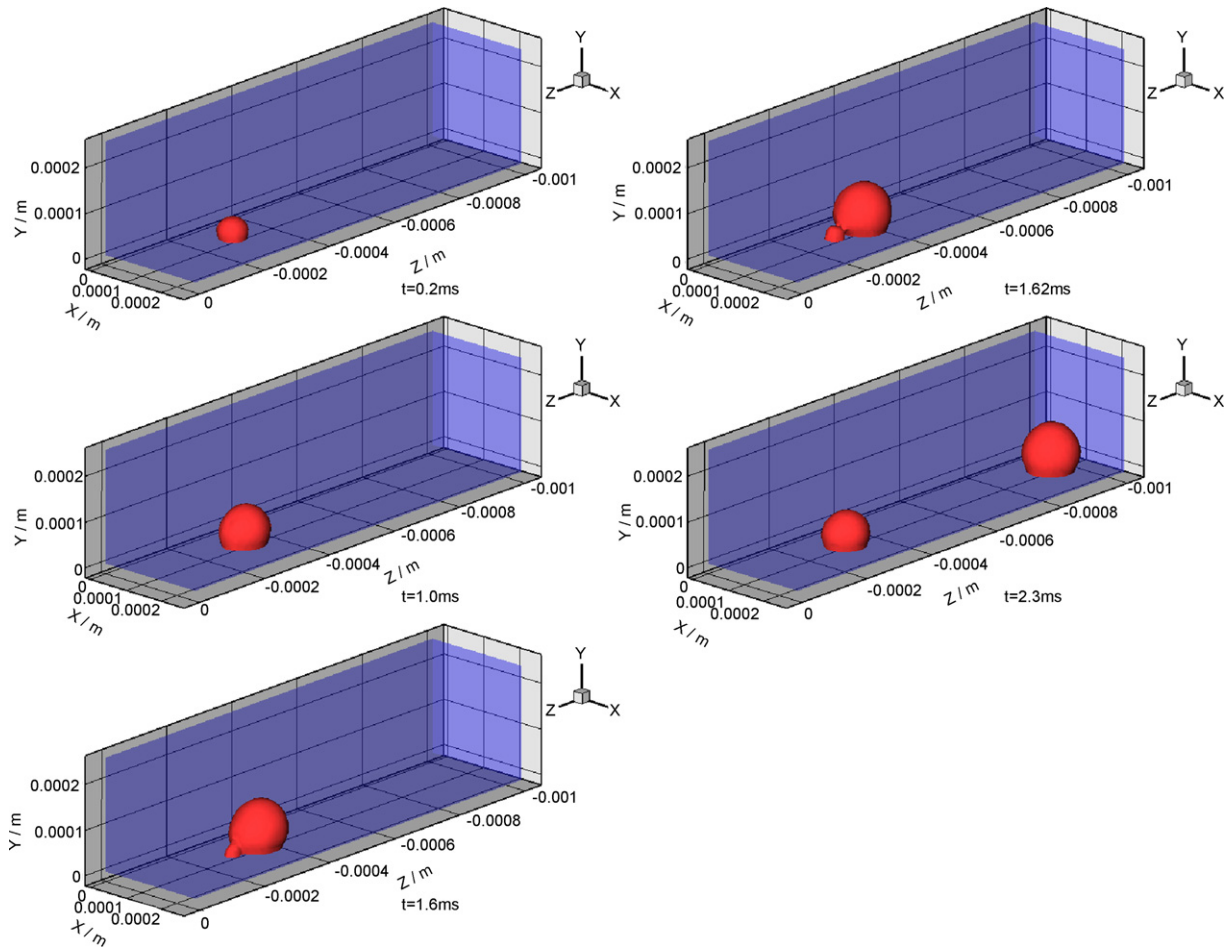 Y
Z
X
0.0002
0.0001
0
Y / m
0
0.0001
0.0002
X / m
0
-0.0002
-0.0004
-0.0006
-0.0008
-0.001
Z / m
t=0.2ms
Y
Z
X
0.0002
0.0001
0
Y / m
0
0.0001
0.0002
X / m
0
-0.0002
-0.0004
-0.0006
-0.0008
-0.001
Z / m
t=1.62ms
Y
Z
X
0.0002
0.0001
0
Y / m
0
0.0001
0.0002
X / m
0
-0.0002
-0.0004
-0.0006
-0.0008
-0.001
Z / m
t=1.0ms
Y
Z
X
0.0002
0.0001
0
Y / m
0
0.0001
0.0002
X / m
0
-0.0002
-0.0004
-0.0006
-0.0008
-0.001
Z / m
t=2.3ms
Y
Z
X
0.0002
0.0001
0
Y / m
0
0.0001
0.0002
X / m
0
-0.0002
-0.0004
-0.0006
-0.0008
-0.001
Z / m
t=1.6ms